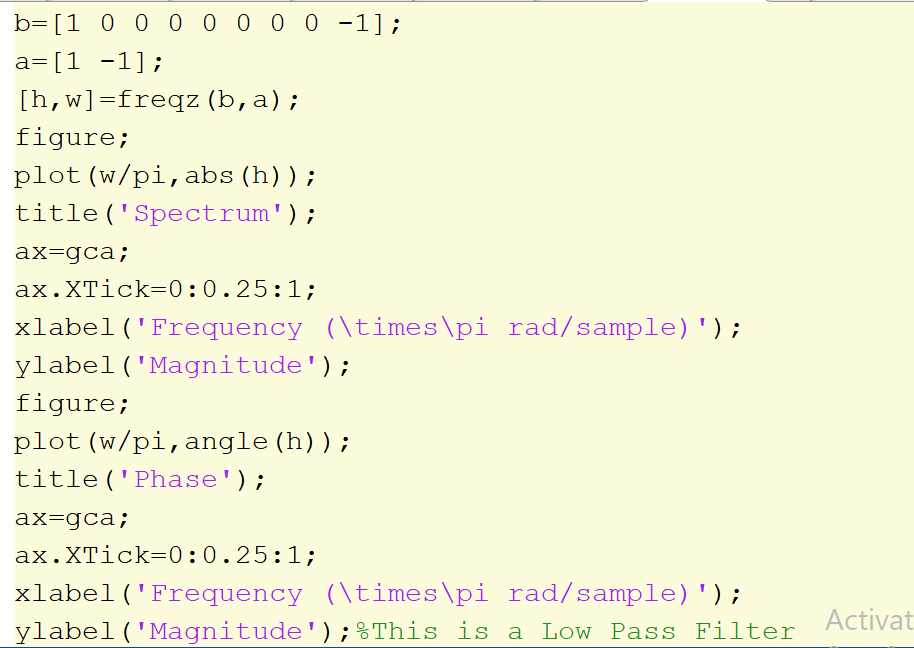 b=[1 0 0 0 0 0 0 0 -1];
a=[1 -1];
[h,w]=freqz(b,a);
figure;
plot(w/pi,abs(h));
title('Spectrum');
ax=gca;
ax.XTick=0:0.25:1;
xlabel('Frequency (\times\pi rad/sample)');
ylabel('Magnitude');
figure;
plot(w/pi,angle(h));
title('Phase');
ax=gca;
ax.XTick=0:0.25:1;
xlabel('Frequency (\times\pi rad/sample)');
ylabel('Magnitude');%This is a Low Pass Filter
Activat